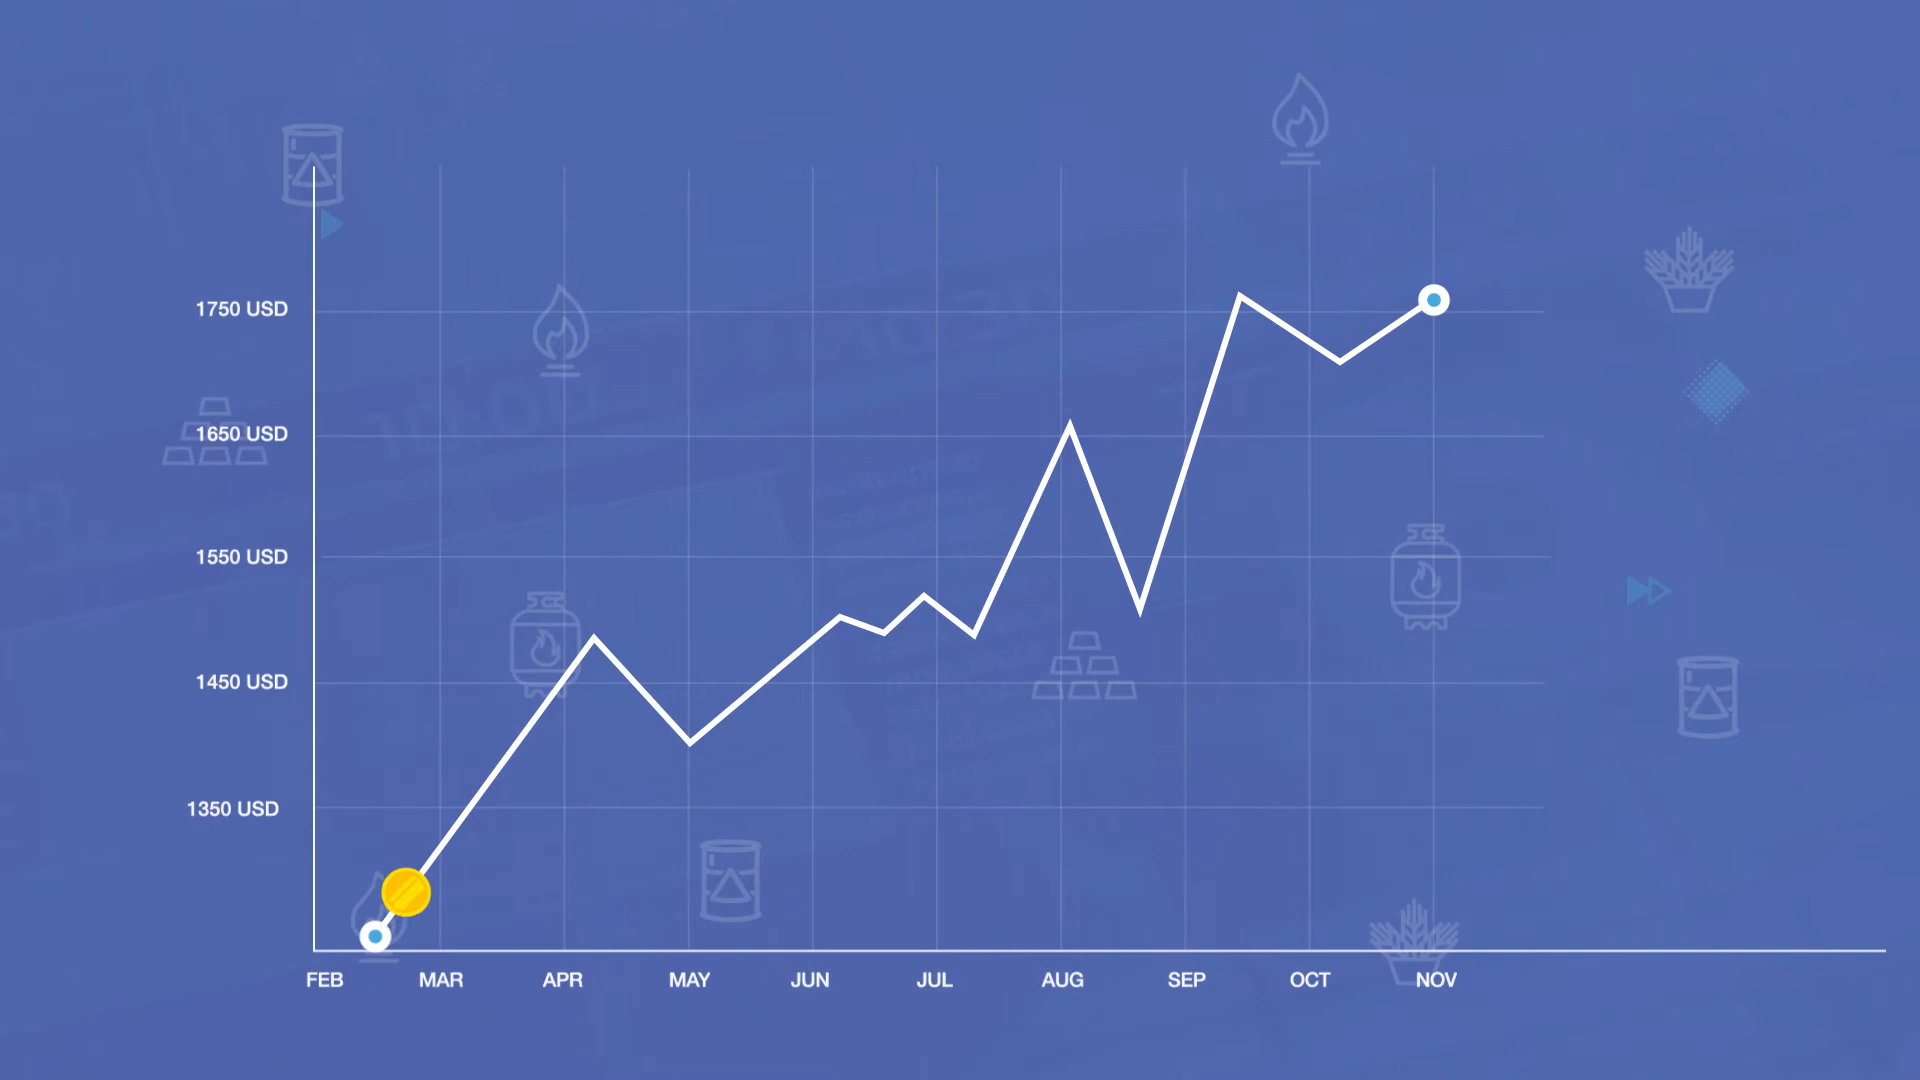 1750 USD
1650 USD
1550 USD
1450 USD
1350 USD
FEB MAR APR MAY JUN JUL AUG SEP OCT NOV